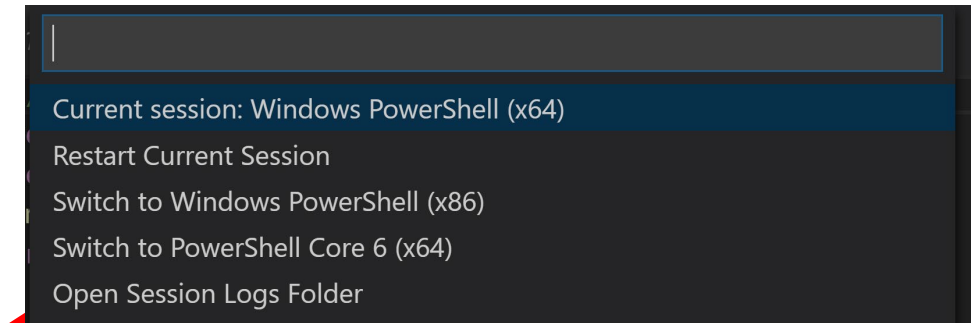 Current session: Windows PowerShell (x64)
Restart Current Session
Switch to Windows PowerShell (x86)
Switch to PowerShell Core 6 (x64)
Open Session Logs Folder